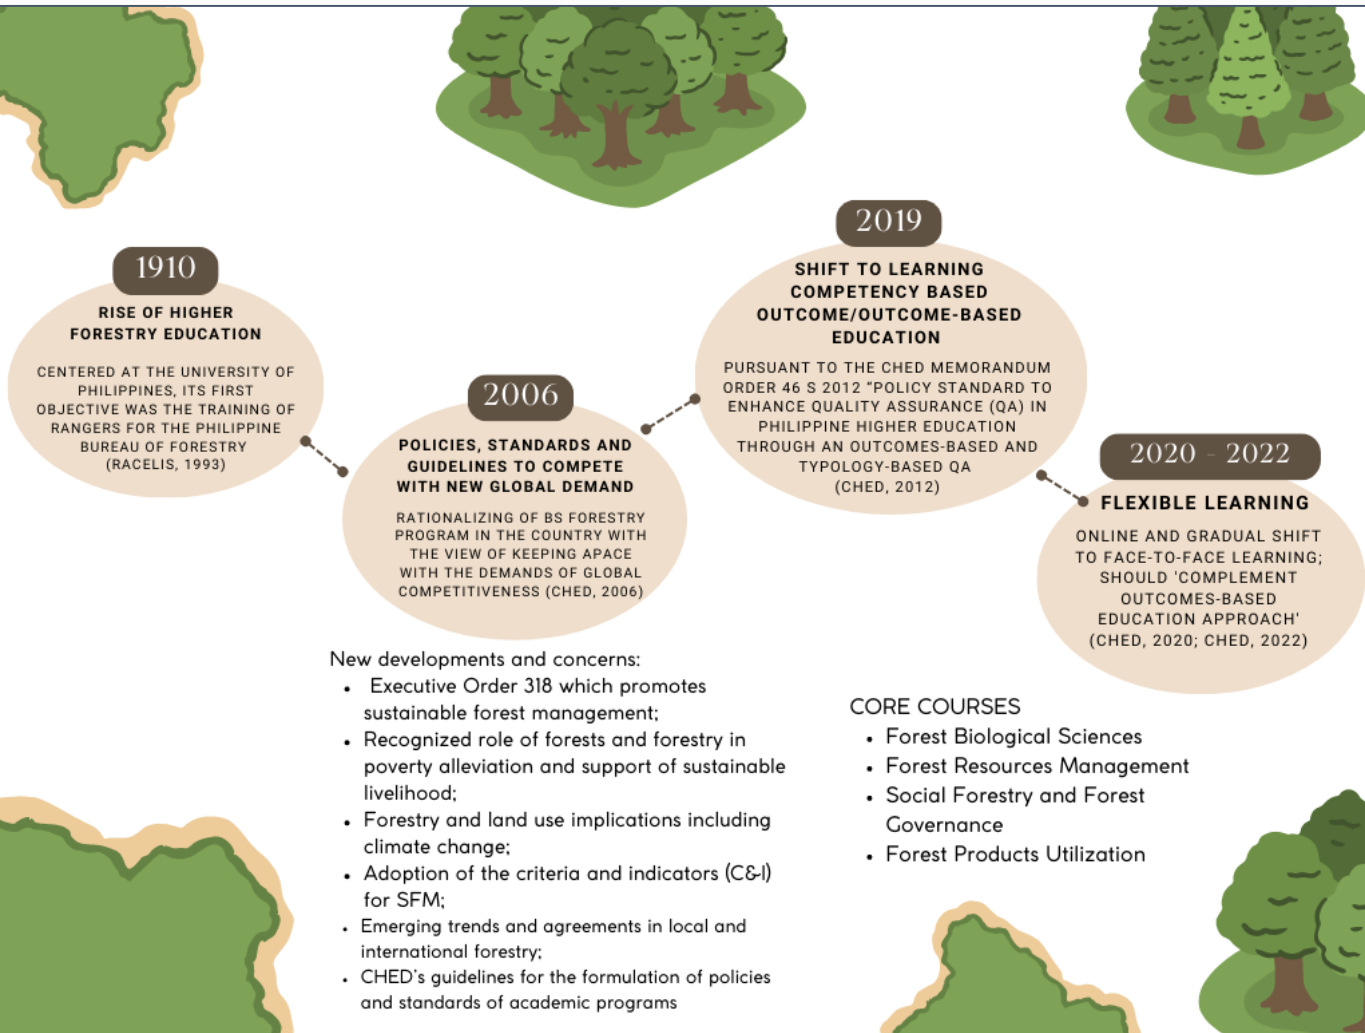 1910
RISE OF HIGHER
FORESTRY EDUCATION
CENTERED AT THE UNIVERSITY OF
PHILIPPINES, ITS FIRST
OBJECTIVE WAS THE TRAINING OF
RANGERS FOR THE PHILIPPINE
BUREAU OF FORESTRY
(RACELIS, 1993)
2006
POLICIES, STANDARDS AND
GUIDELINES TO COMPETE
WITH NEW GLOBAL DEMAND
RATIONALIZING OF BS FORESTRY
PROGRAM IN THE COUNTRY WITH
THE VIEW OF KEEPING APACE
WITH THE DEMANDS OF GLOBAL
COMPETITIVENESS (CHED, 2006)
New developments and concerns:
• Executive Order 318 which promotes
sustainable forest management;
• Recognized role of forests and forestry in
poverty alleviation and support of sustainable
livelihood;
• Forestry and land use implications including
climate change;
• Adoption of the criteria and indicators (C&I)
for SFM;
• Emerging trends and agreements in local and
international forestry;
• CHED's guidelines for the formulation of policies
and standards of academic programs
2019
SHIFT TO LEARNING
COMPETENCY BASED
OUTCOME/OUTCOME-BASED
EDUCATION
PURSUANT TO THE CHED MEMORANDUM
ORDER 46 S 2012 "POLICY STANDARD TO
ENHANCE QUALITY ASSURANCE (QA) IN
PHILIPPINE HIGHER EDUCATION
THROUGH AN OUTCOMES-BASED AND
TYPOLOGY-BASED QA
(CHED, 2012)
2020 - 2022
FLEXIBLE LEARNING
ONLINE AND GRADUAL SHIFT
TO FACE-TO-FACE LEARNING;
SHOULD 'COMPLEMENT
OUTCOMES-BASED
EDUCATION APPROACH'
(CHED, 2020; CHED, 2022)
CORE COURSES
• Forest Biological Sciences
• Forest Resources Management
• Social Forestry and Forest
Governance
• Forest Products Utilization